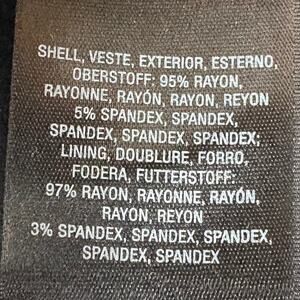 SHELL, VESTE, EXTERIOR, ESTERNO,
OBERSTOFF: 95% RAYON,
RAYONNE, RAYÓN, RAYON, REYON
5% SPANDEX, SPANDEX,
SPANDEX, SPANDEX, SPANDEX;
LINING, DOUBLURE, FORRO,
FODERA, FUTTERSTOFF:
97% RAYON, RAYONNE, RAYÓN,
RAYON, REYON
3% SPANDEX, SPANDEX, SPANDEX,
SPANDEX, SPANDEX